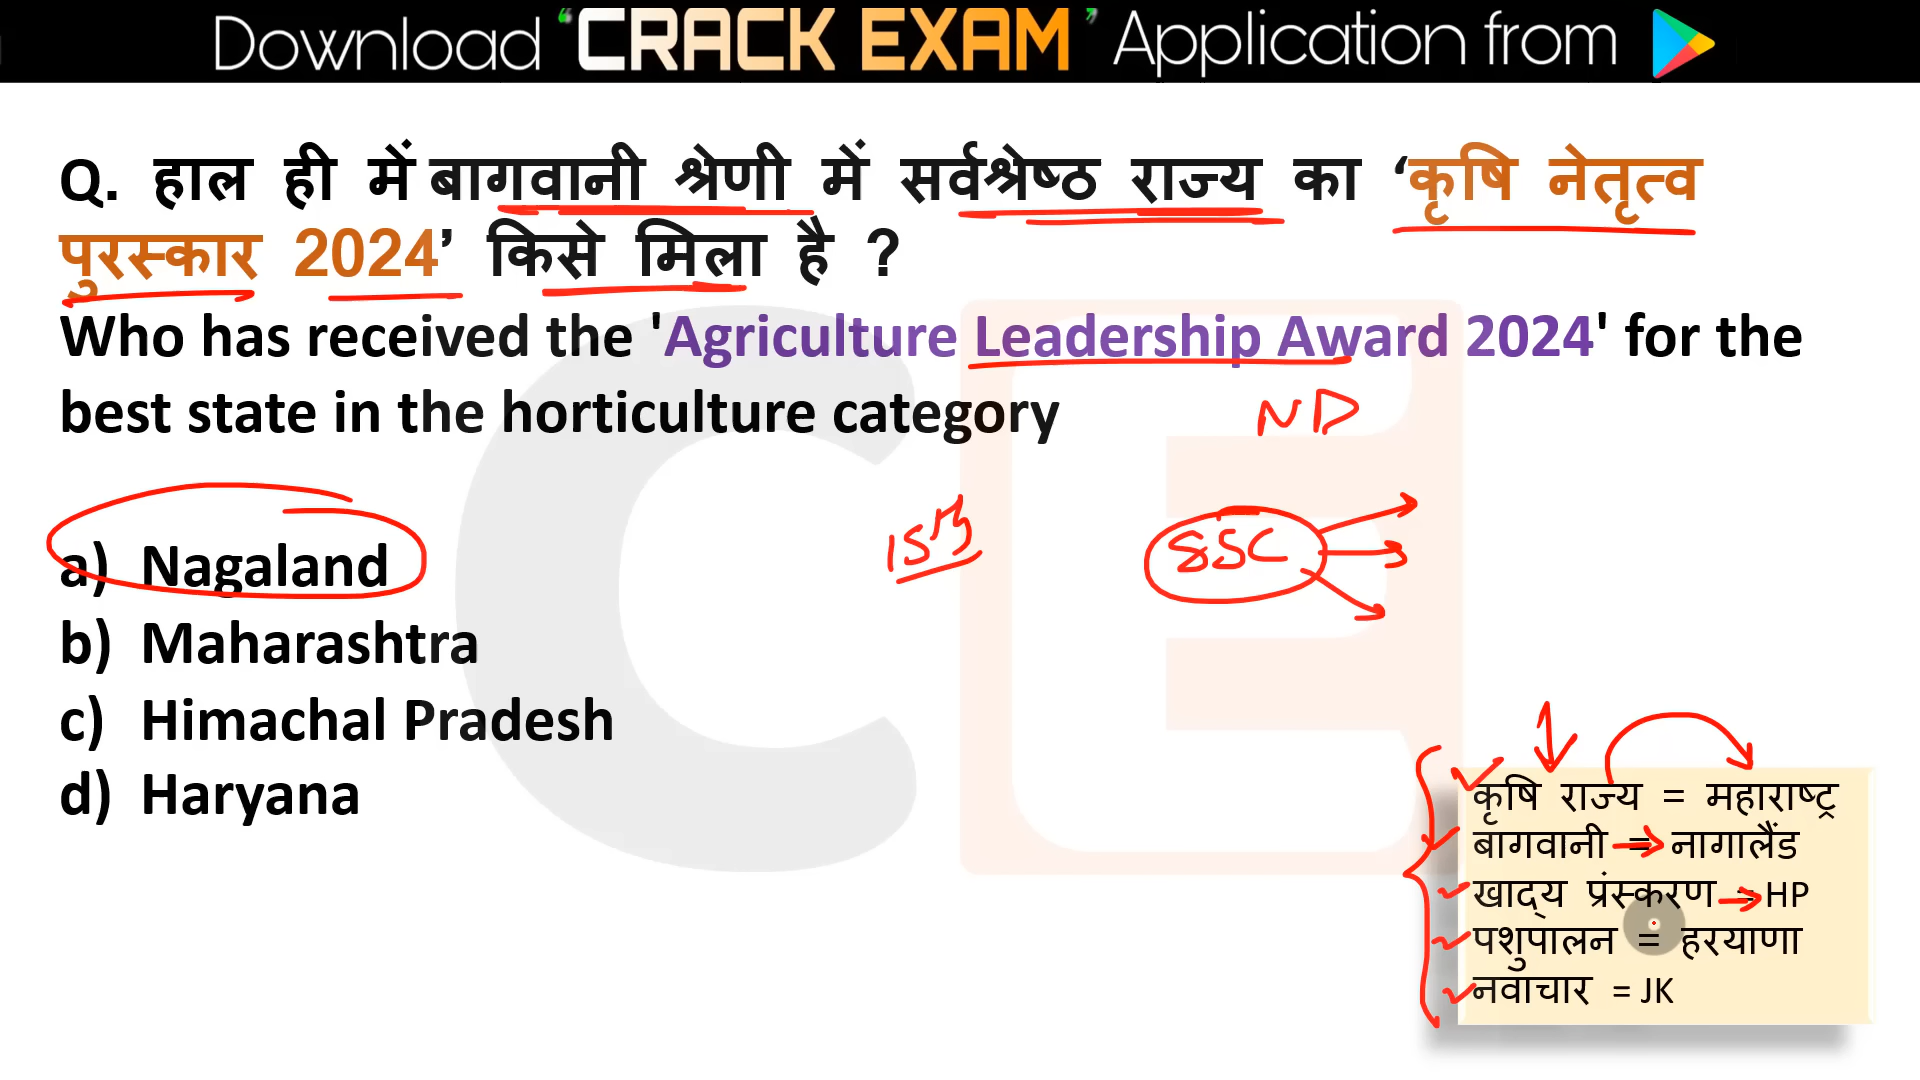 Download “CRACK EXAM” Application from
Q. हाल ही में बागवानी श्रेणी में सर्वश्रेष्ठ राज्य का ‘कृषि नेतृत्व
पुरस्कार 2024’ किसे मिला है ?
Who has received the 'Agriculture Leadership Award 2024' for the
best state in the horticulture category
ND
15th
SSC
a) Nagaland
b) Maharashtra
c) Himachal Pradesh
d) Haryana
कृषि राज्य = महाराष्ट्र
बागवानी = नागालैंड
खाद्य प्रंस्करण = HP
पशुपालन = हरयाणा
नवाचार = JK
CE